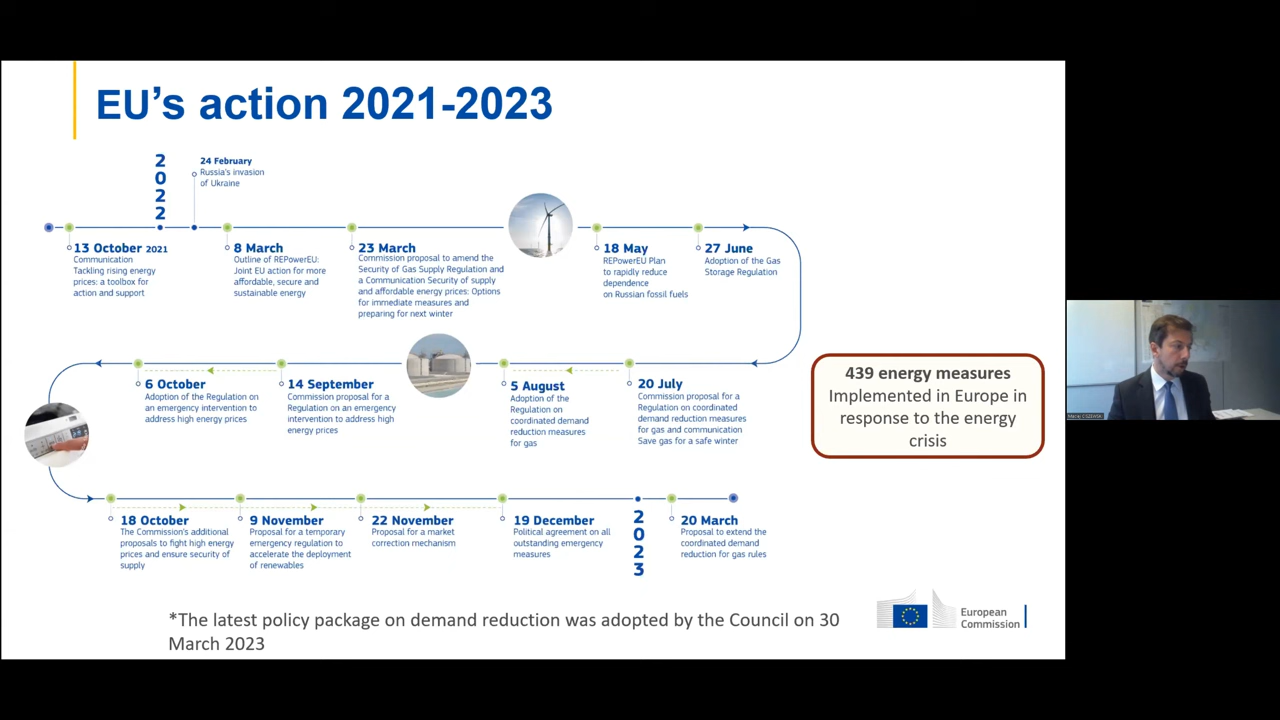 EU's action 2021-2023
2
0
2
2
24 February
Russia's invasion
of Ukraine
13 October 2021
Communication
Tackling rising energy
prices: a toolbox for
action and support
8 March
Outline of REPowerEU:
Joint EU action for more
affordable, secure and
sustainable energy
23 March
Commission proposal to amend the
Security of Gas Supply Regulation and
a Communication Security of supply
and affordable energy prices: Options
for immediate measures and
preparing for next winter
18 May
REPowerEU Plan
to rapidly reduce
dependence
on Russian fossil fuels
27 June
Adoption of the Gas
Storage Regulation
6 October
Adoption of the Regulation on
an emergency intervention to
address high energy prices
14 September
Commission proposal for a
Regulation on an emergency
intervention to address high
energy prices
5 August
Adoption of the
Regulation on
coordinated demand
reduction measures
for gas
20 July
Commission proposal for a
Regulation on coordinated
demand reduction measures
for gas and communication
Save gas for a safe winter
439 energy measures
Implemented in Europe in
response to the energy
crisis
18 October
The Commission's additional
proposals to fight high energy
prices and ensure security of
supply
9 November
Proposal for a temporary
emergency regulation to
accelerate the deployment
of renewables
22 November
Proposal for a market
correction mechanism
19 December
Political agreement on all
outstanding emergency
measures
2
0
2
3
20 March
Proposal to extend the
coordinated demand
reduction for gas rules
*The latest policy package on demand reduction was adopted by the Council on 30
March 2023
European
Commission